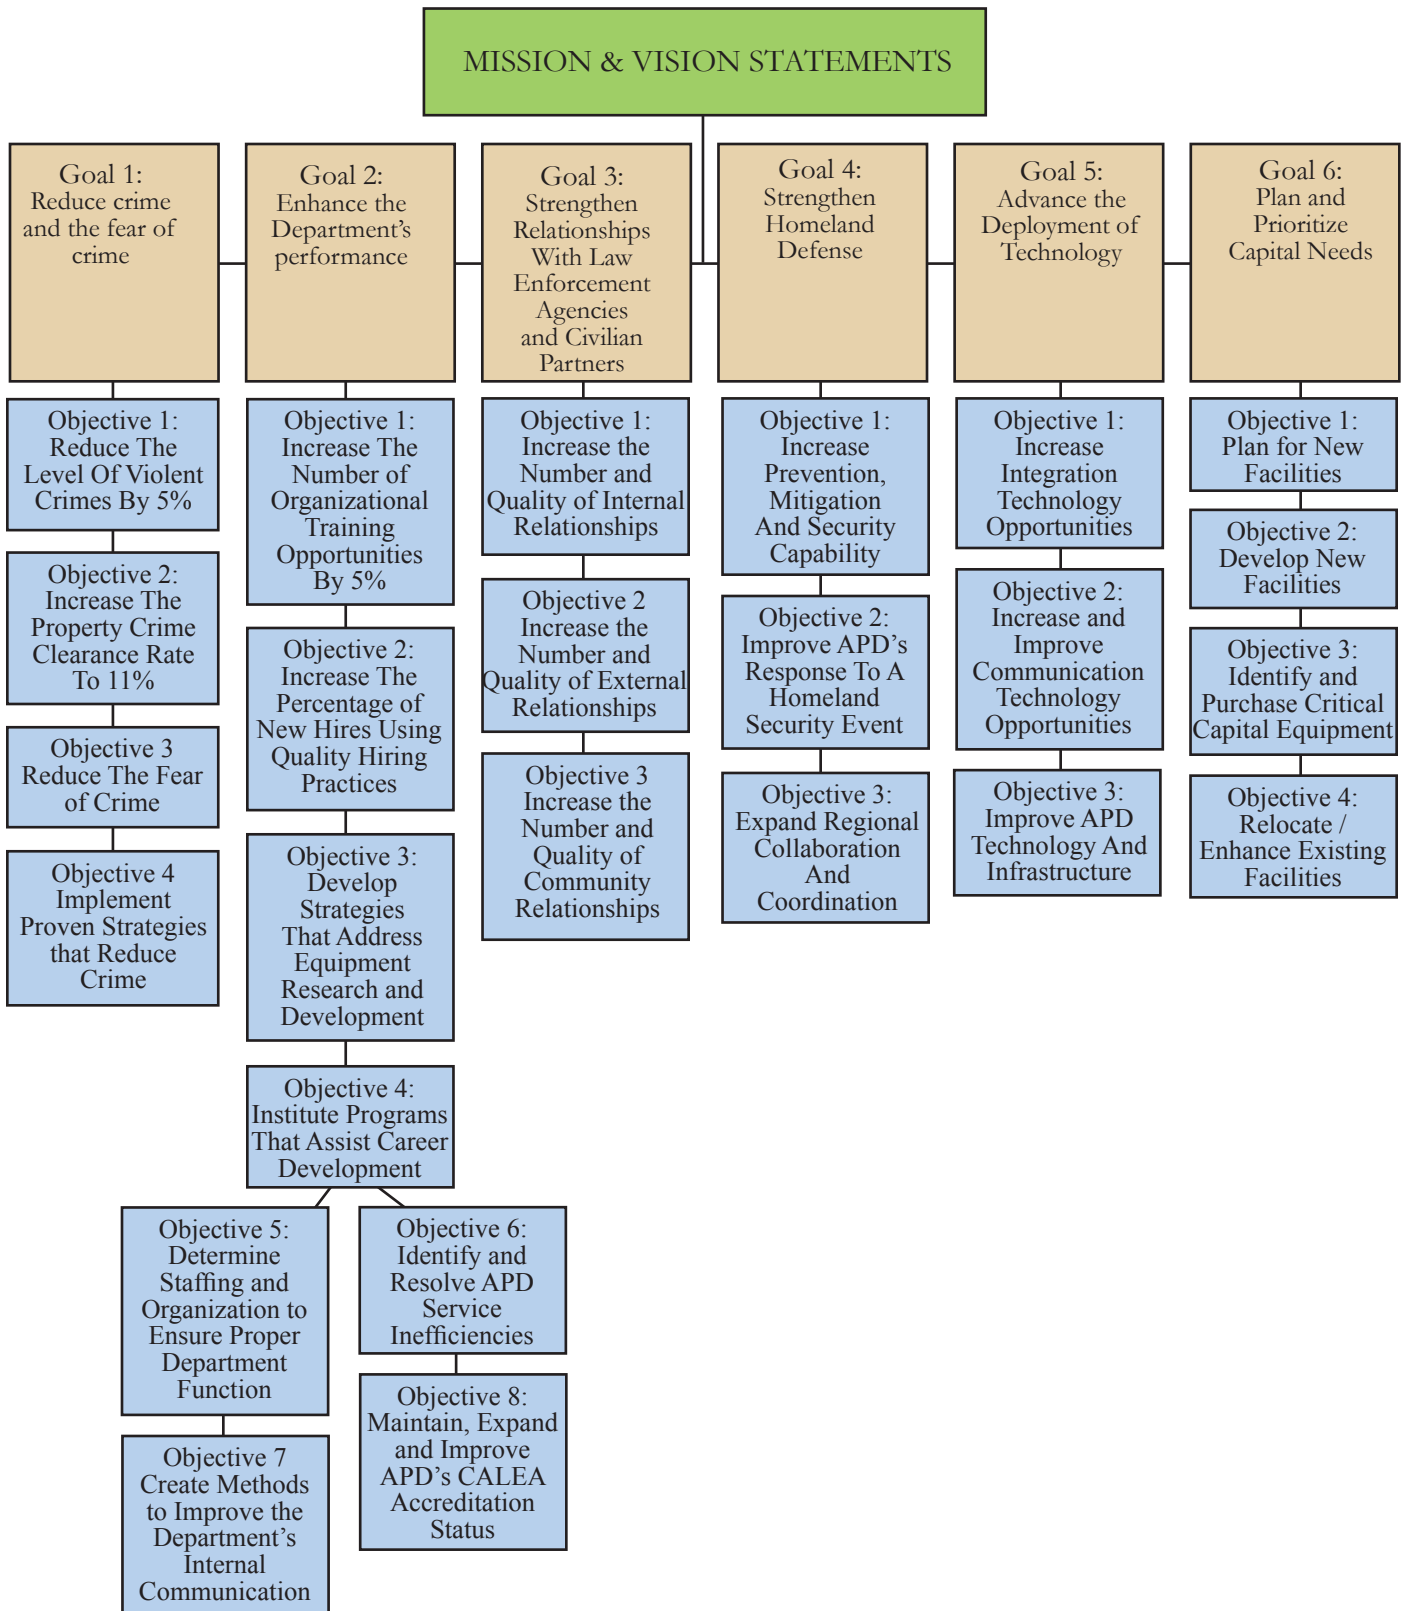 MISSION & VISION STATEMENTS
Goal 1:
Reduce crime
and the fear of
crime
Objective 1:
Reduce The
Level Of Violent
Crimes By 5%
Objective 2:
Increase The
Property Crime
Clearance Rate
To 11%
Objective 3
Reduce The Fear
of Crime
Objective 4
Implement
Proven Strategies
that Reduce
Crime
Goal 2:
Enhance the
Department's
performance
Objective 1:
Increase The
Number of
Organizational
Training
Opportunities
By 5%
Objective 2:
Increase The
Percentage of
New Hires Using
Quality Hiring
Practices
Objective 3:
Develop
Strategies
That Address
Equipment
Research and
Development
Objective 4:
Institute Programs
That Assist Career
Development
Objective 5:
Determine
Staffing and
Organization to
Ensure Proper
Department
Function
Objective 7
Create Methods
to Improve the
Department's
Internal
Communication
Objective 6:
Identify and
Resolve APD
Service
Inefficiencies
Objective 8:
Maintain, Expand
and Improve
APD's CALEA
Accreditation
Status
Goal 3:
Strengthen
Relationships
With Law
Enforcement
Agencies
and Civilian
Partners
Objective 1:
Increase the
Number and
Quality of Internal
Relationships
Objective 2
Increase the
Number and
Quality of External
Relationships
Objective 3
Increase the
Number and
Quality of
Community
Relationships
Goal 4:
Strengthen
Homeland
Defense
Objective 1:
Increase
Prevention,
Mitigation
And Security
Capability
Objective 2:
Improve APD's
Response To A
Homeland
Security Event
Objective 3:
Expand Regional
Collaboration
And
Coordination
Goal 5:
Advance the
Deployment of
Technology
Objective 1:
Increase
Integration
Technology
Opportunities
Objective 2:
Increase and
Improve
Communication
Technology
Opportunities
Objective 3:
Improve APD
Technology And
Infrastructure
Goal 6:
Plan and
Prioritize
Capital Needs
Objective 1:
Plan for New
Facilities
Objective 2:
Develop New
Facilities
Objective 3:
Identify and
Purchase Critical
Capital Equipment
Objective 4:
Relocate /
Enhance Existing
Facilities